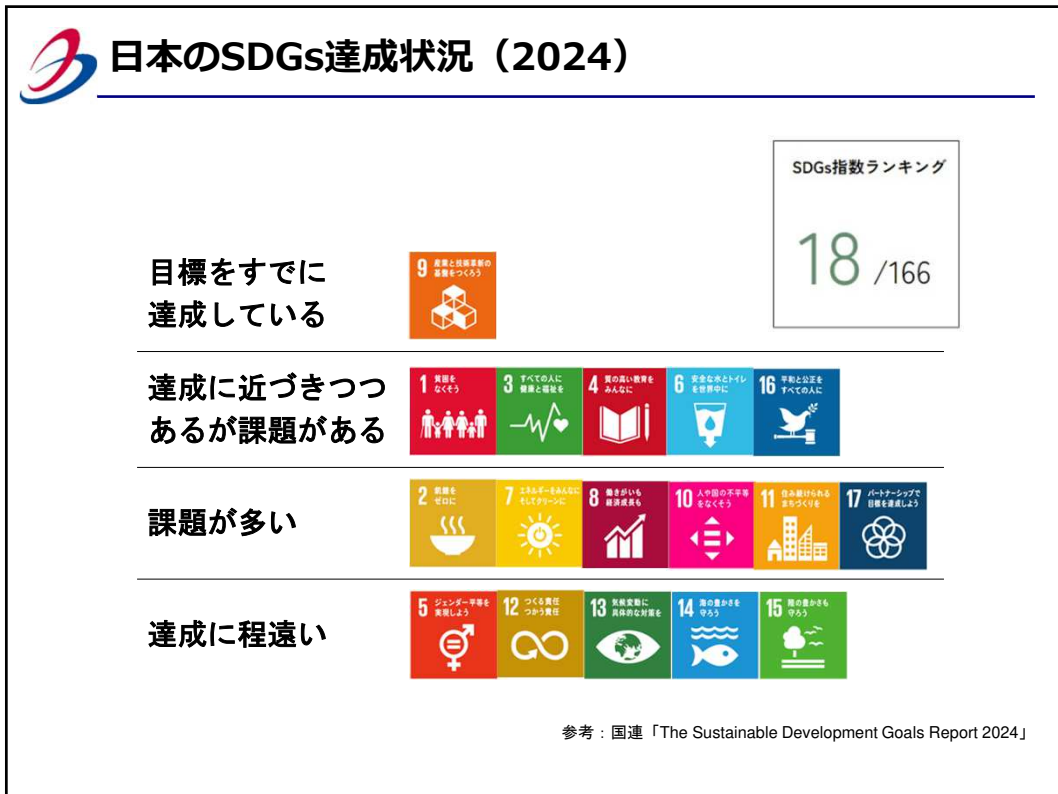 日本のSDGs達成状況（2024）
SDGs指数ランキング
18 /166
目標をすでに
達成している
9 産業と技術革新の
基盤をつくろう
達成に近づきつつ
あるが課題がある
1 貧困を
なくそう
3 すべての人に
健康と福祉を
4 質の高い教育を
みんなに
6 安全な水とトイレ
を世界中に
16 平和と公正を
すべての人に
課題が多い
2 飢餓を
ゼロに
7 エネルギーをみんなに
そしてクリーンに
8 働きがいも
経済成長も
10 人や国の不平等
をなくそう
11 住み続けられる
まちづくりを
17 パートナーシップで
目標を達成しよう
達成に程遠い
5 ジェンダー平等を
実現しよう
12 つくる責任
つかう責任
13 気候変動に
具体的な対策を
14 海の豊かさを
守ろう
15 陸の豊かさも
守ろう
参考：国連「The Sustainable Development Goals Report 2024」